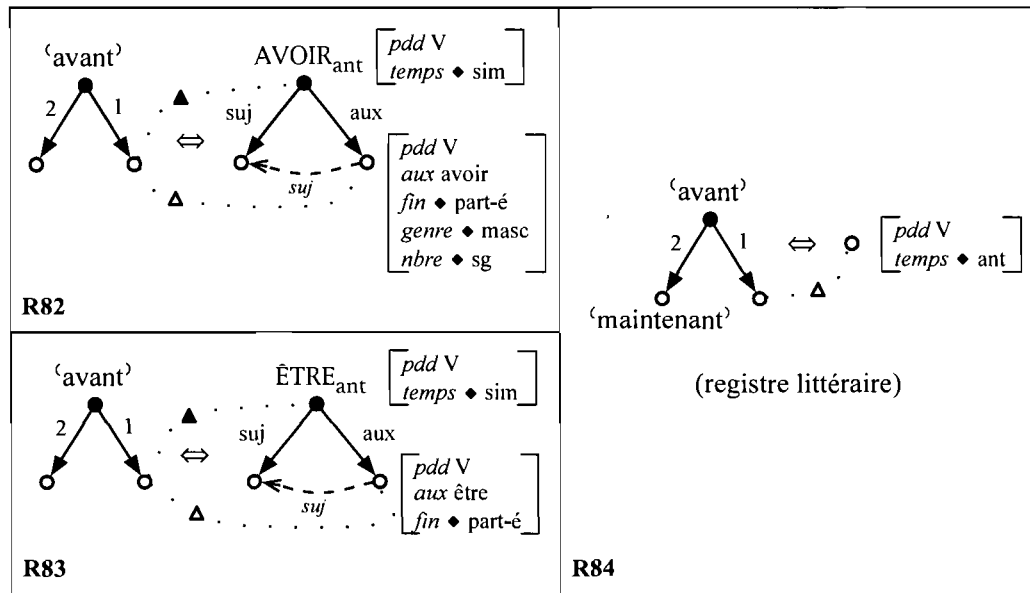 ‘avant’
2
1
⇔
AVOIRant
pdd V
temps ◆ sim
suj
aux
suj
pdd V
aux avoir
fin ◆ part-é
genre ◆ masc
nbre ◆ sg
R82
‘avant’
2
1
⇔
ÊTREant
pdd V
temps ◆ sim
suj
aux
suj
pdd V
aux être
fin ◆ part-é
R83
‘avant’
2
1
⇔
pdd V
temps ◆ ant
‘maintenant’
(registre littéraire)
R84